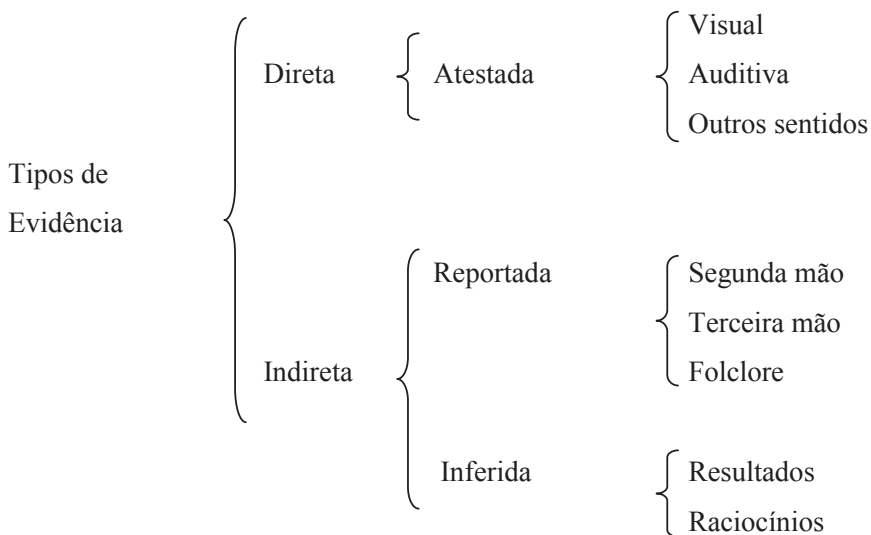 Visual
Direta Atestada Auditiva
Outros sentidos
Tipos de
Evidência
Reportada Segunda mão
Terceira mão
Indireta Folclore
Inferida Resultados
Raciocínios